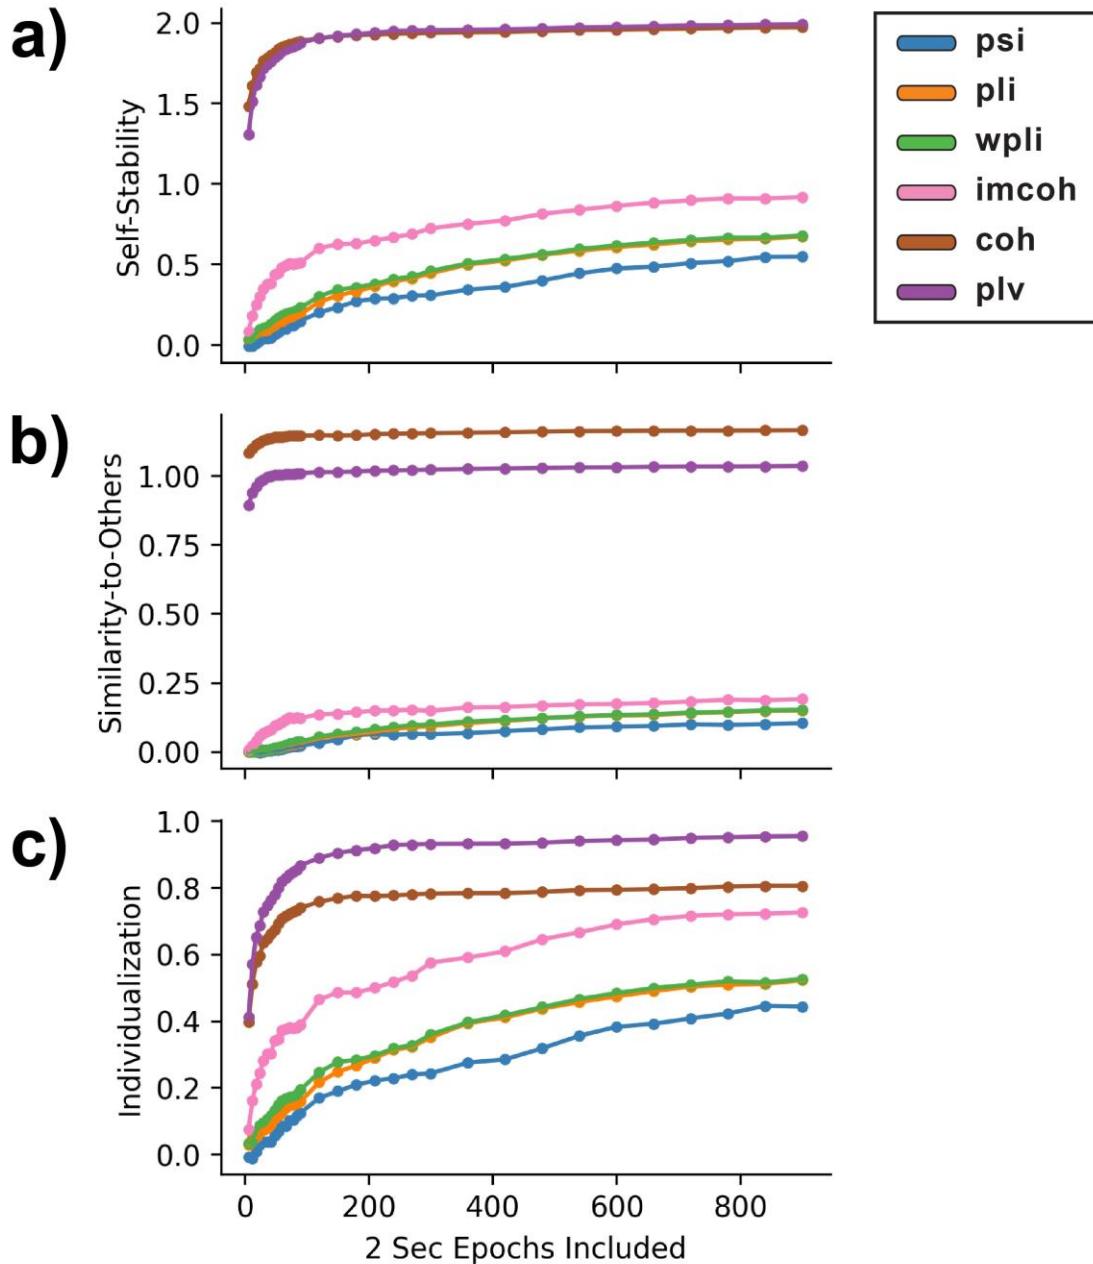 a)
2.0
1.5
1.0
0.5
0.0
Self-Stability
psi
pli
wpli
imcoh
coh
plv
b)
1.00
0.75
0.50
0.25
0.00
Similarity-to-Others
c)
1.0
0.8
0.6
0.4
0.2
0.0
Individualization
0 200 400 600 800
2 Sec Epochs Included